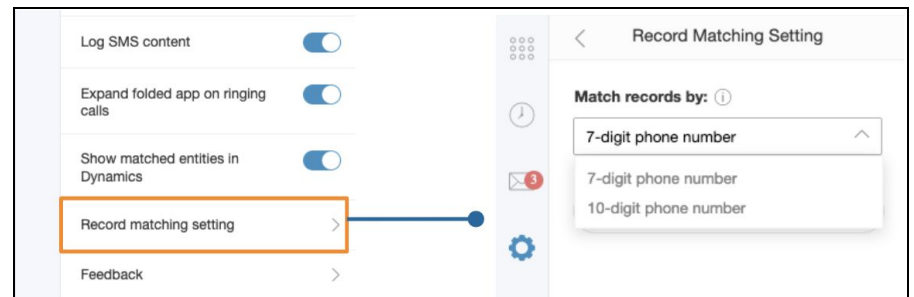 Log SMS content
Expand folded app on ringing
calls
Show matched entities in
Dynamics
Record matching setting
Feedback
Record Matching Setting
Match records by:
7-digit phone number
7-digit phone number
10-digit phone number
3